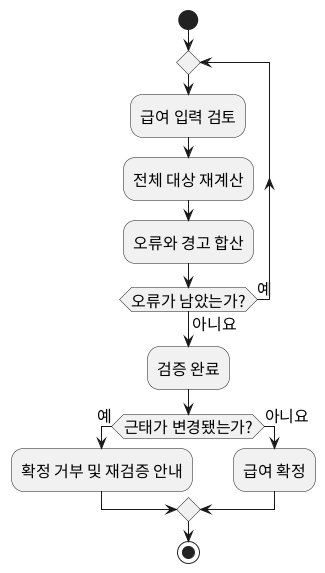 급여 입력 검토
전체 대상 재계산
오류와 경고 합산
오류가 남았는가?
예
아니요
검증 완료
근태가 변경됐는가?
예
아니요
확정 거부 및 재검증 안내
급여 확정